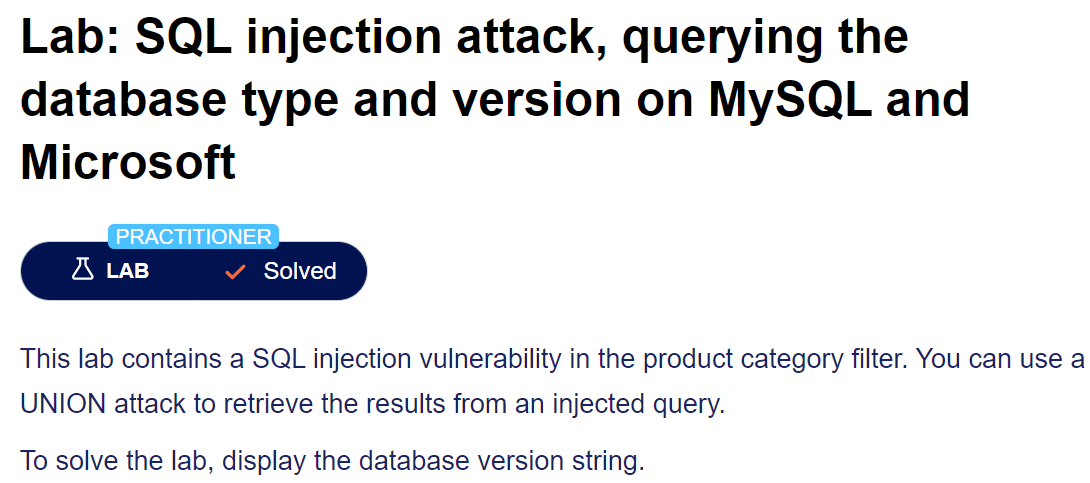 Lab: SQL injection attack, querying the
database type and version on MySQL and
Microsoft
PRACTITIONER
LAB Solved
This lab contains a SQL injection vulnerability in the product category filter. You can use a
UNION attack to retrieve the results from an injected query.
To solve the lab, display the database version string.